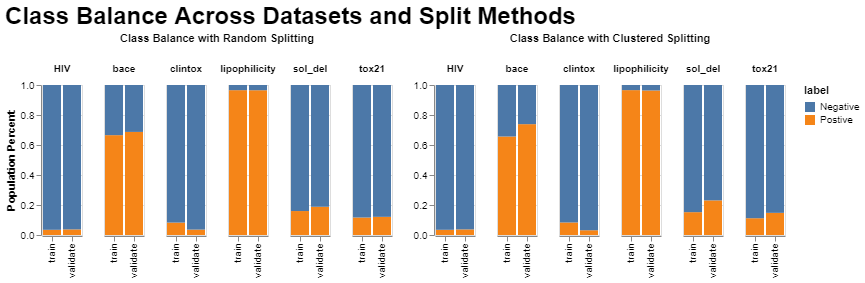 Class Balance Across Datasets and Split Methods
Class Balance with Random Splitting
Class Balance with Clustered Splitting
HIV bace clintox lipophilicity sol_del tox21
HIV bace clintox lipophilicity sol_del tox21
Population Percent
1.0
0.8
0.6
0.4
0.2
0.0
train validate train validate train validate train validate train validate train validate
1.0
0.8
0.6
0.4
0.2
0.0
train validate train validate train validate train validate train validate train validate
label
Negative
Postive